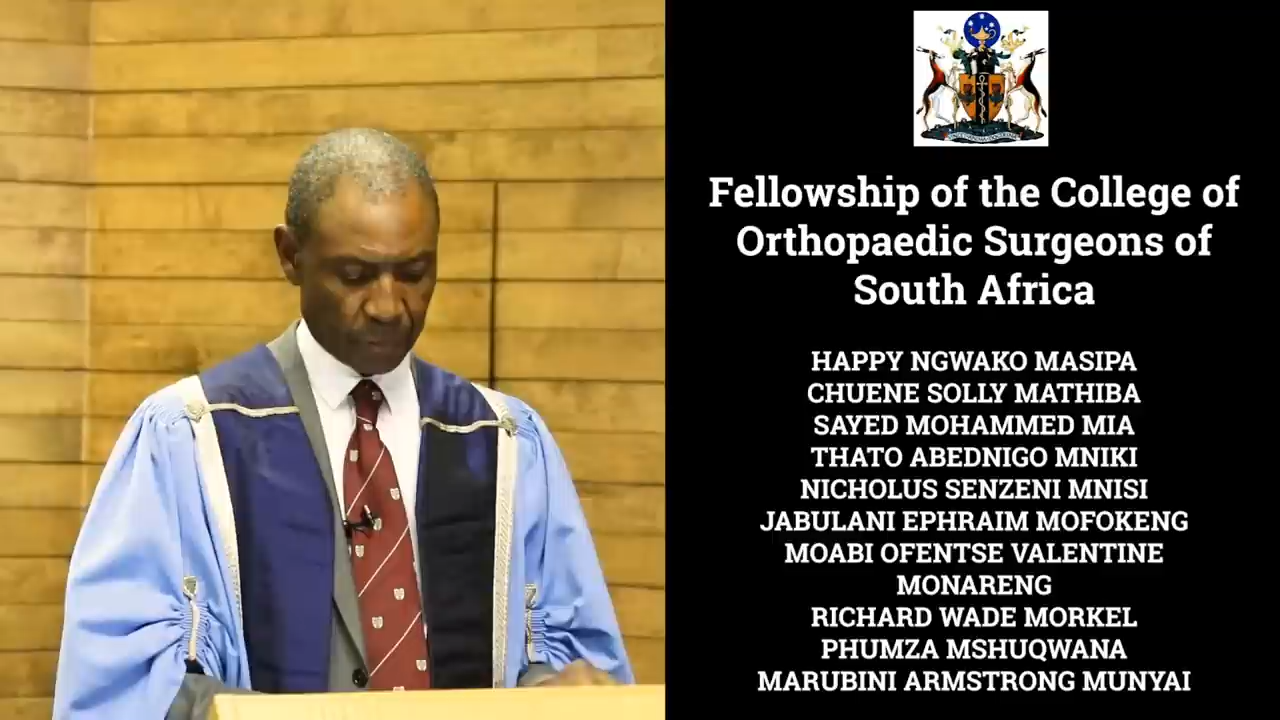 Fellowship of the College of
Orthopaedic Surgeons of
South Africa
HAPPY NGWAKO MASIPA
CHUENE SOLLY MATHIBA
SAYED MOHAMMED MIA
THATO ABEDNIGO MNIKI
NICHOLUS SENZENI MNISI
JABULANI EPHRAIM MOFOKENG
MOABI OFENTSE VALENTINE
MONARENG
RICHARD WADE MORKEL
PHUMZA MSHUQWANA
MARUBINI ARMSTRONG MUNYAI